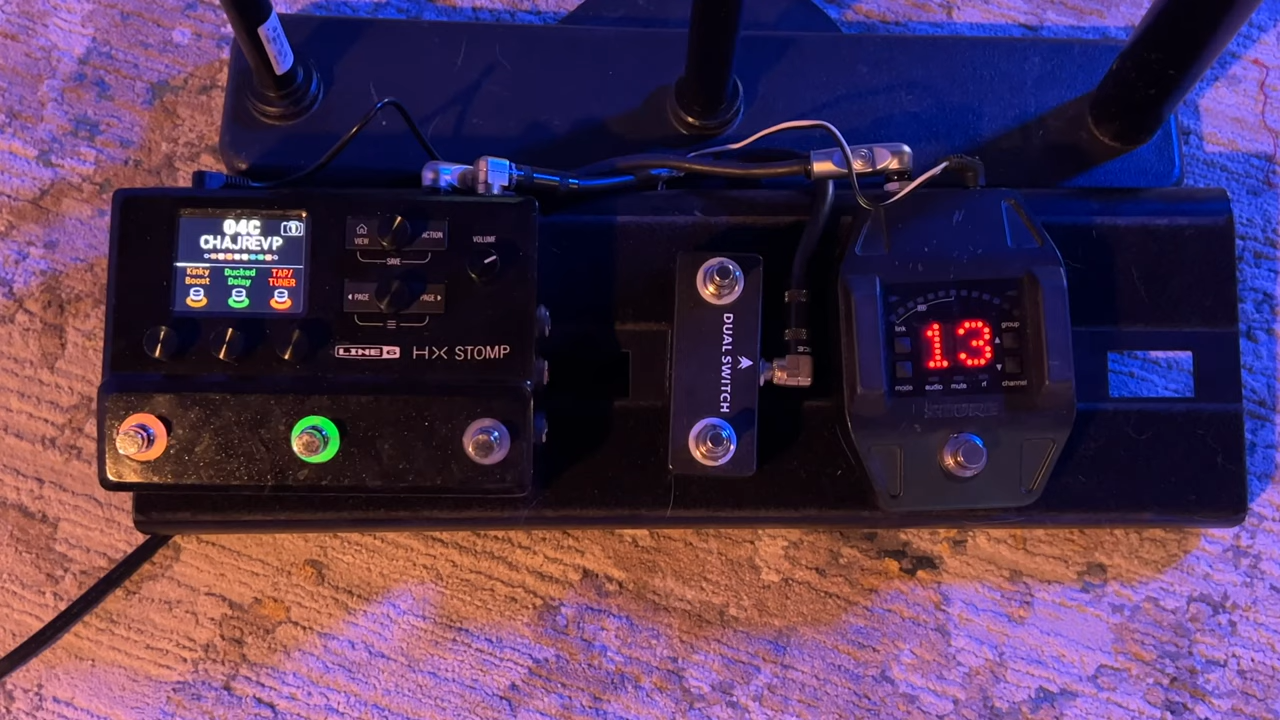 04C
CHAJREVP
Kinky
Boost
Ducked
Delay
TAP/
TUNER
VIEW
ACTION
SAVE
◄ PAGE
PAGE ►
VOLUME
LINE 6
HX STOMP
DUAL SWITCH
13
link
group
mode
audio
mute
rf
channel
SHURE